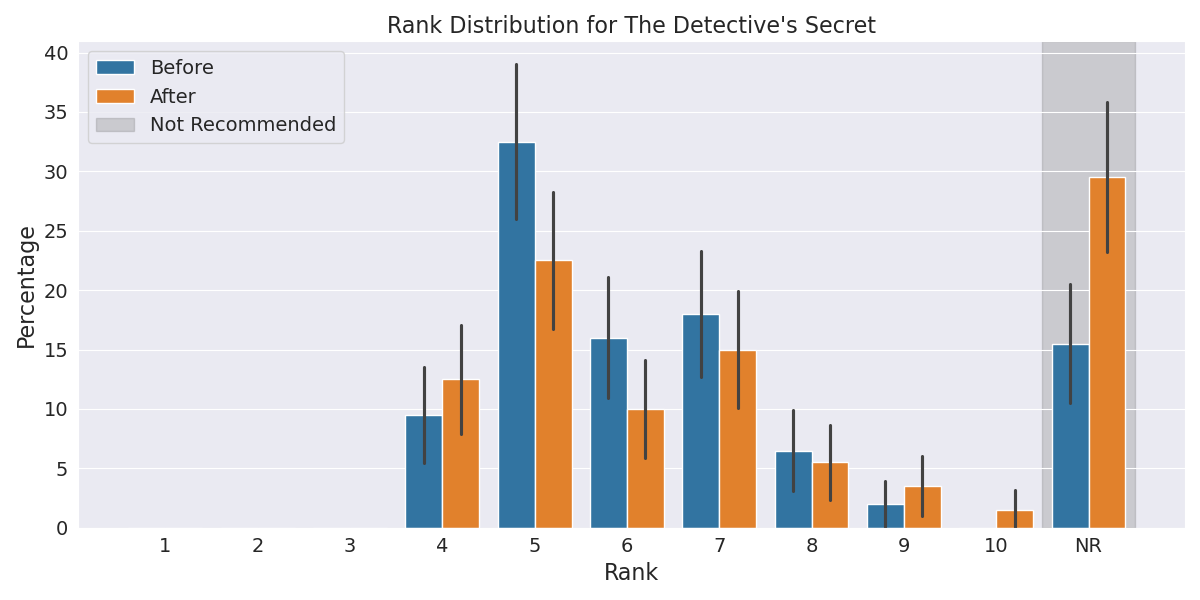 Rank Distribution for The Detective's Secret
Before
After
Not Recommended
Percentage
40
35
30
25
20
15
10
5
0
1 2 3 4 5 6 7 8 9 10 NR
Rank